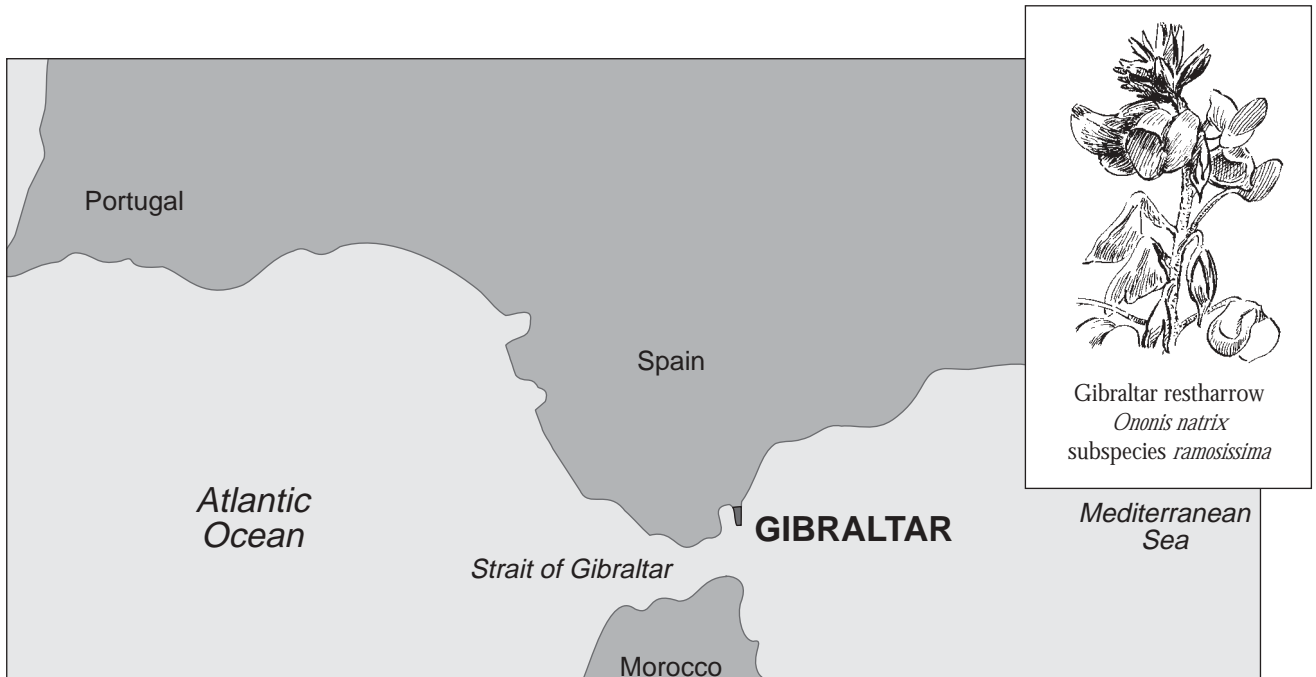 Portugal
Spain
Gibraltar restharrow
Ononis natrix
subspecies ramosissima
Atlantic
Ocean
GIBRALTAR
Mediterranean
Sea
Strait of Gibraltar
Morocco